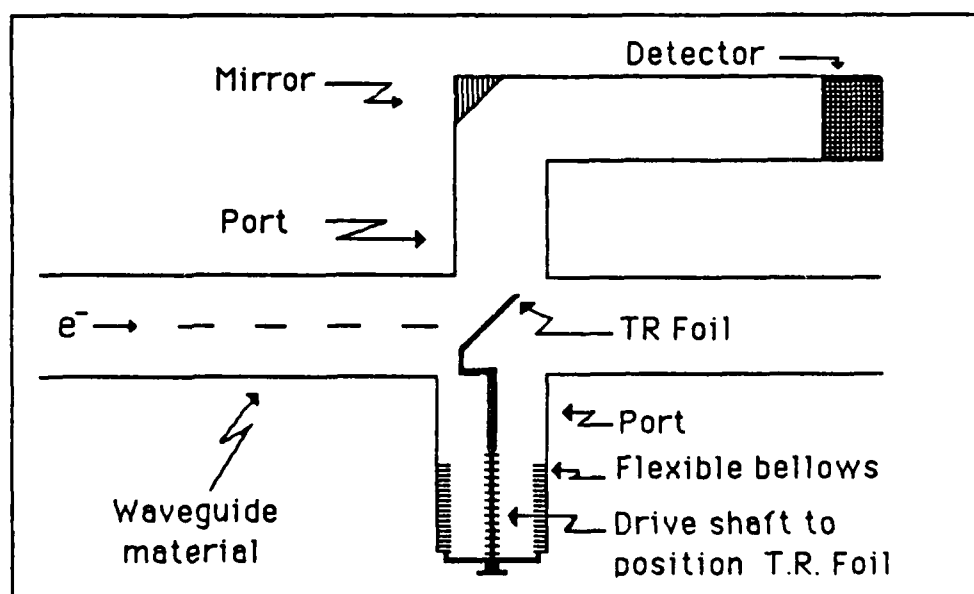 Detector
Mirror
Port
e⁻
TR Foil
Port
Flexible bellows
Waveguide
material
Drive shaft to
position T.R. Foil